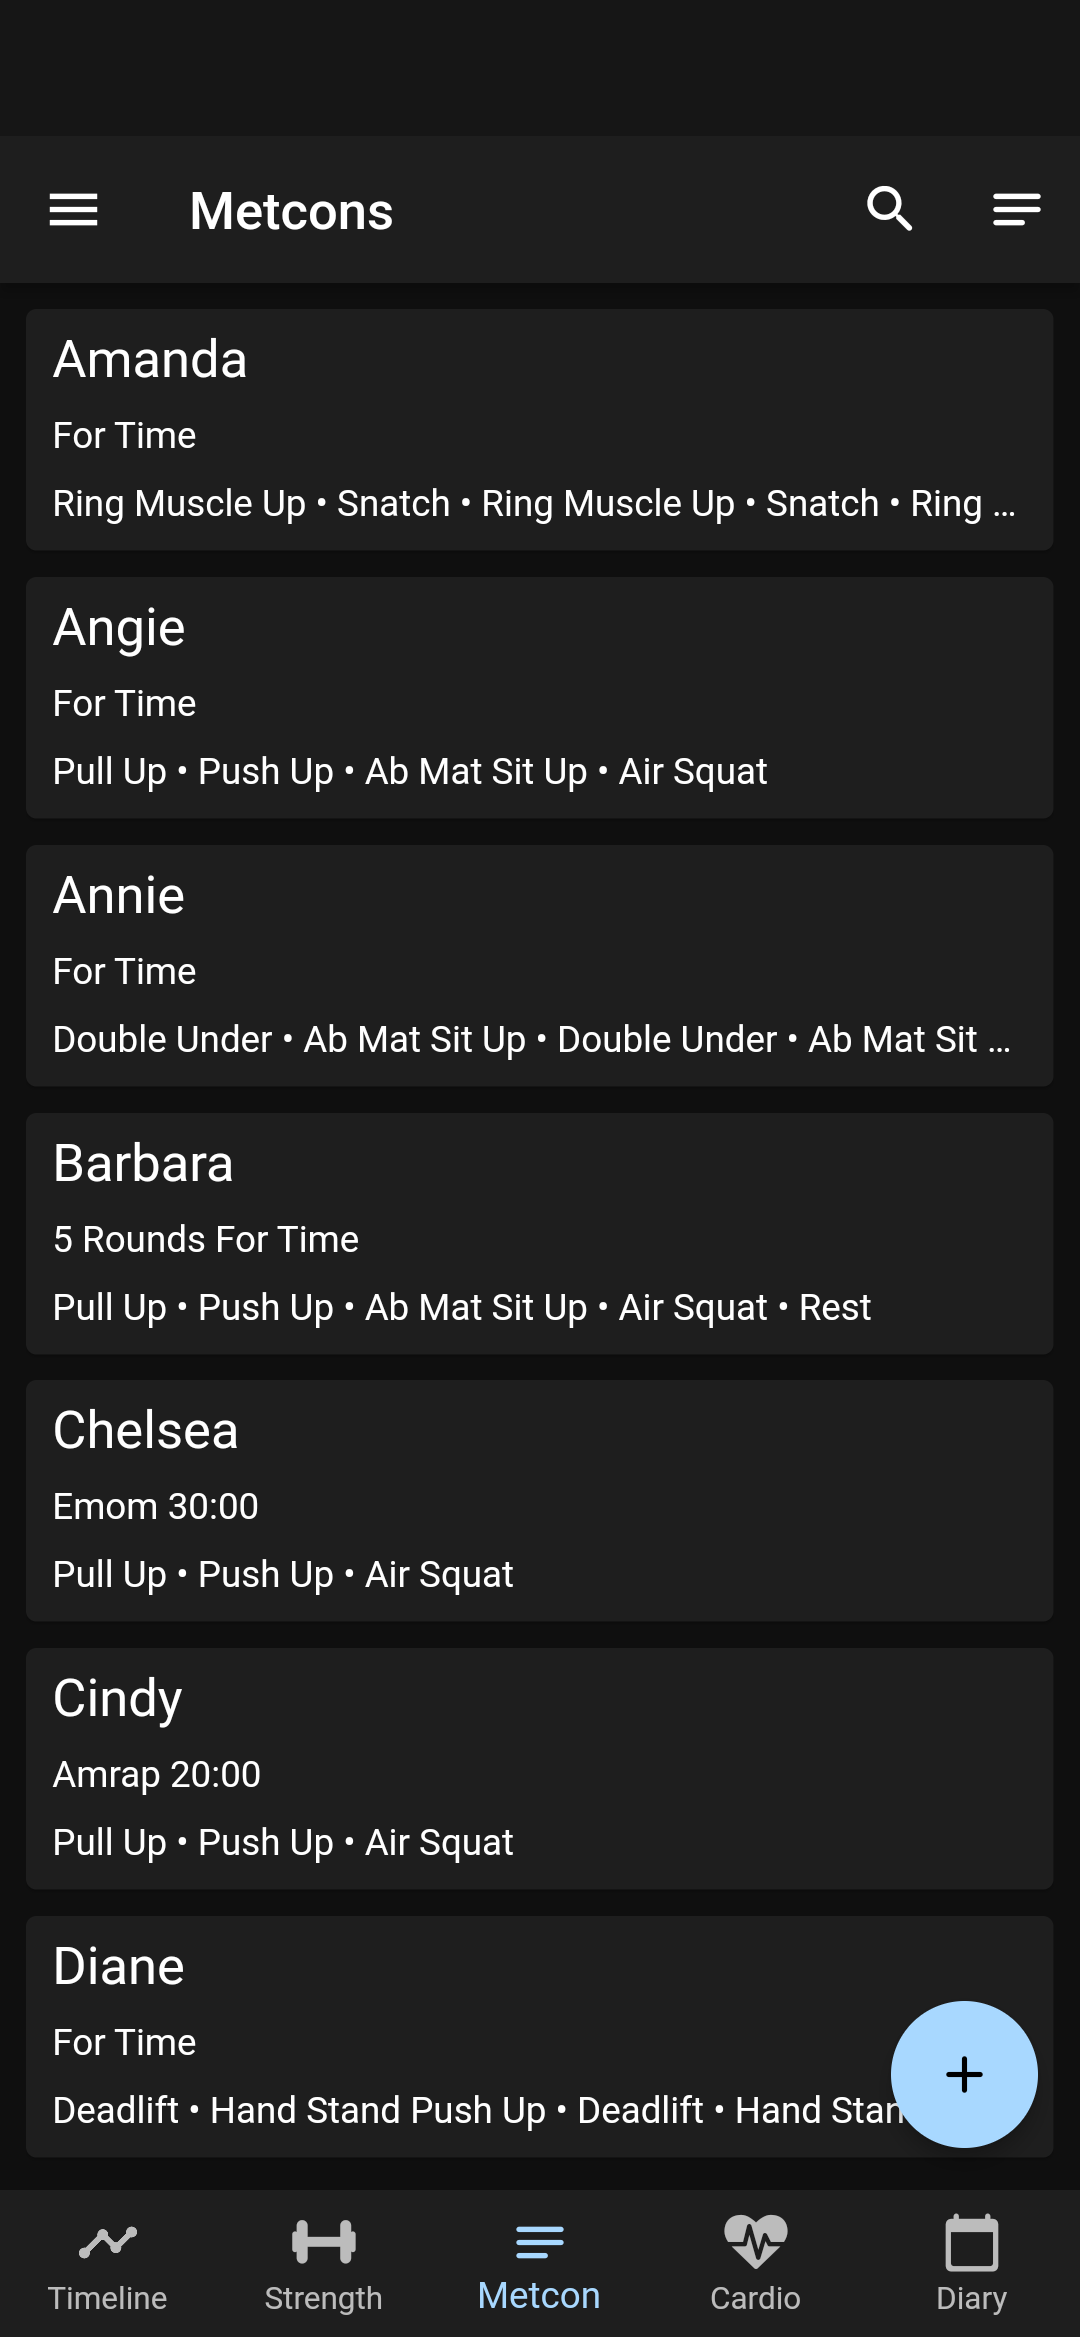 Metcons
Amanda
For Time
Ring Muscle Up • Snatch • Ring Muscle Up • Snatch • Ring ...
Angie
For Time
Pull Up • Push Up • Ab Mat Sit Up • Air Squat
Annie
For Time
Double Under • Ab Mat Sit Up • Double Under • Ab Mat Sit ...
Barbara
5 Rounds For Time
Pull Up • Push Up • Ab Mat Sit Up • Air Squat • Rest
Chelsea
Emom 30:00
Pull Up • Push Up • Air Squat
Cindy
Amrap 20:00
Pull Up • Push Up • Air Squat
Diane
For Time
Deadlift • Hand Stand Push Up • Deadlift • Hand Stan
Timeline
Strength
Metcon
Cardio
Diary